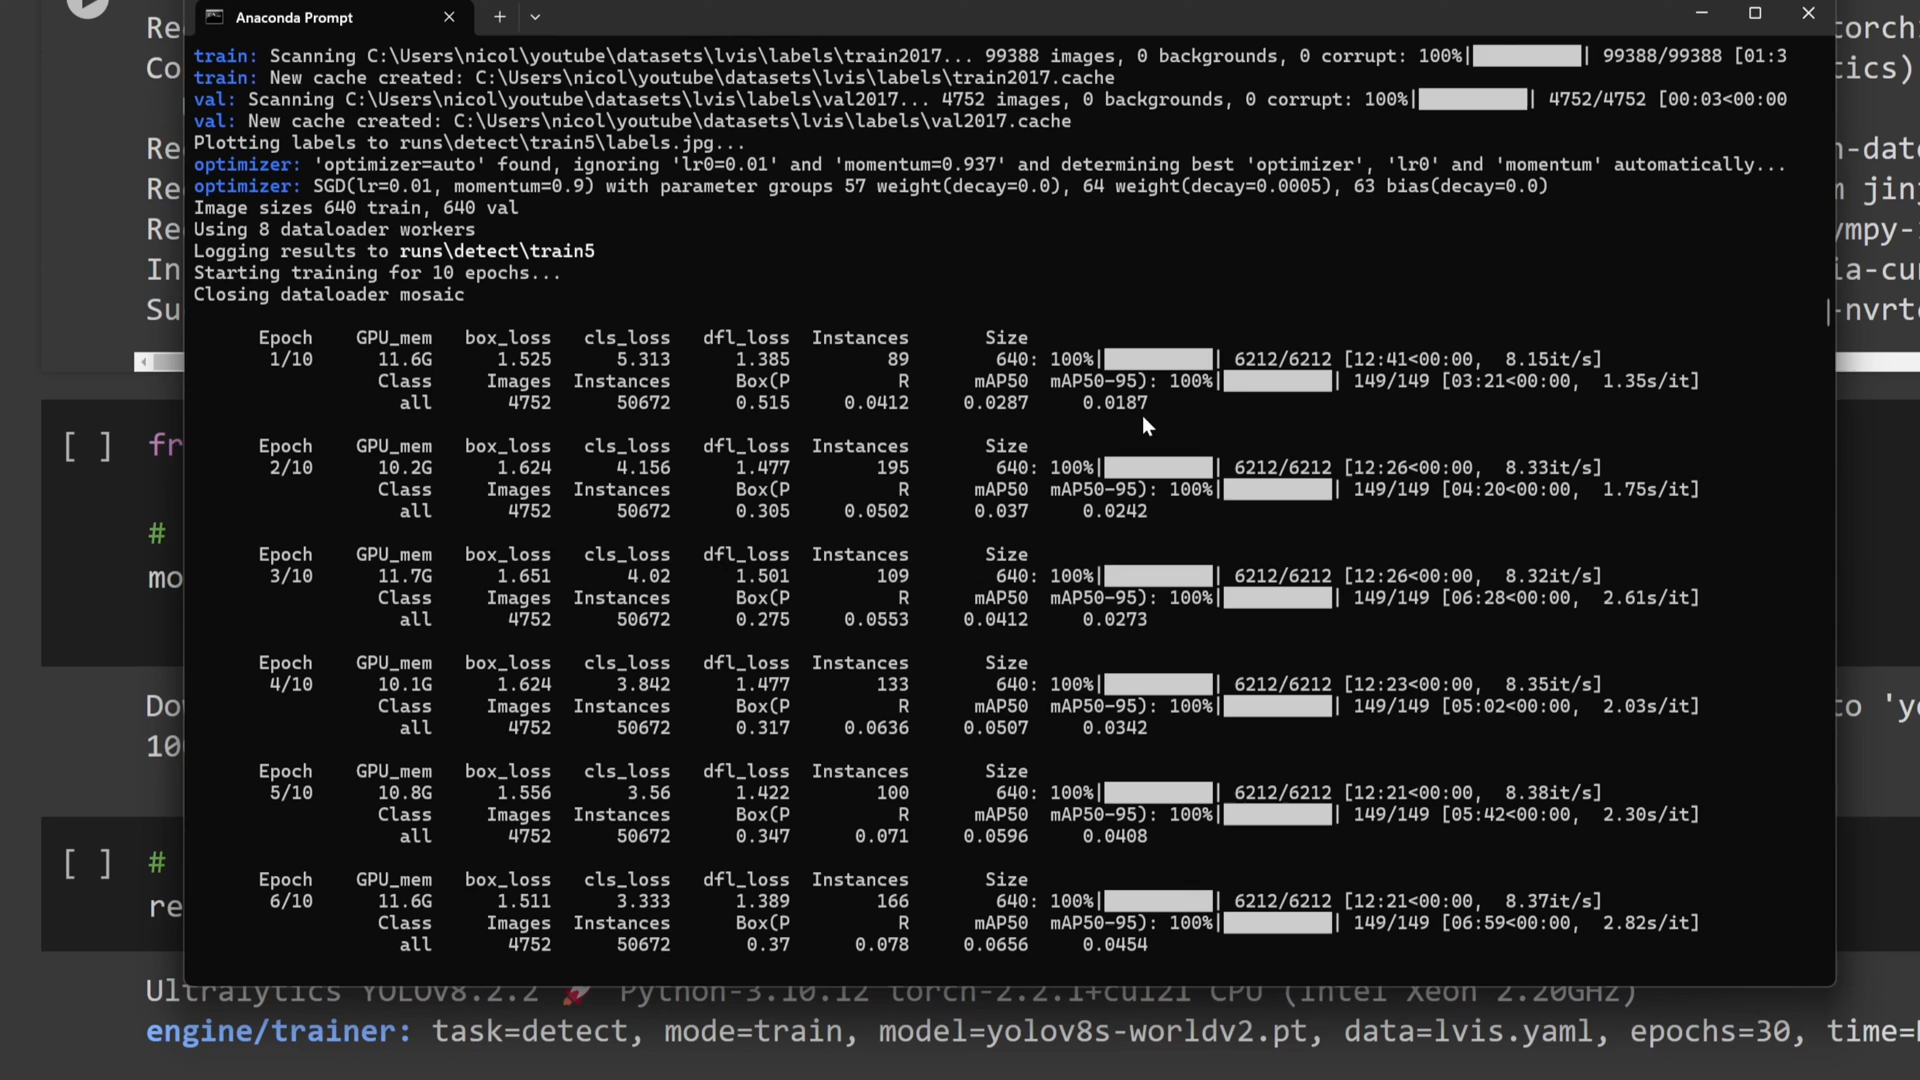 Anaconda Prompt
train: Scanning C:\Users\nicol\youtube\datasets\lvis\labels\train2017... 99388 images, 0 backgrounds, 0 corrupt: 100%| | 99388/99388 [01:3
train: New cache created: C:\Users\nicol\youtube\datasets\lvis\labels\train2017.cache
val: Scanning C:\Users\nicol\youtube\datasets\lvis\labels\val2017... 4752 images, 0 backgrounds, 0 corrupt: 100%| | 4752/4752 [00:03<00:00
val: New cache created: C:\Users\nicol\youtube\datasets\lvis\labels\val2017.cache
Plotting labels to runs\detect\train5\labels.jpg...
optimizer: 'optimizer=auto' found, ignoring 'lr0=0.01' and 'momentum=0.937' and determining best 'optimizer', 'lr0' and 'momentum' automatically...
optimizer: SGD(lr=0.01, momentum=0.9) with parameter groups 57 weight(decay=0.0), 64 weight(decay=0.0005), 63 bias(decay=0.0)
Image sizes 640 train, 640 val
Using 8 dataloader workers
Logging results to runs\detect\train5
Starting training for 10 epochs...
Closing dataloader mosaic
Epoch GPU_mem box_loss cls_loss dfl_loss Instances Size
1/10 11.6G 1.525 5.313 1.385 89 640: 100%| | 6212/6212 [12:41<00:00, 8.15it/s]
Class Images Instances Box(P R mAP50 mAP50-95): 100%| | 149/149 [03:21<00:00, 1.35s/it]
all 4752 50672 0.515 0.0412 0.0287 0.0187
Epoch GPU_mem box_loss cls_loss dfl_loss Instances Size
2/10 10.2G 1.624 4.156 1.477 195 640: 100%| | 6212/6212 [12:26<00:00, 8.33it/s]
Class Images Instances Box(P R mAP50 mAP50-95): 100%| | 149/149 [04:20<00:00, 1.75s/it]
all 4752 50672 0.305 0.0502 0.037 0.0242
Epoch GPU_mem box_loss cls_loss dfl_loss Instances Size
3/10 11.7G 1.651 4.02 1.501 109 640: 100%| | 6212/6212 [12:26<00:00, 8.32it/s]
Class Images Instances Box(P R mAP50 mAP50-95): 100%| | 149/149 [06:28<00:00, 2.61s/it]
all 4752 50672 0.275 0.0553 0.0412 0.0273
Epoch GPU_mem box_loss cls_loss dfl_loss Instances Size
4/10 10.1G 1.624 3.842 1.477 133 640: 100%| | 6212/6212 [12:23<00:00, 8.35it/s]
Class Images Instances Box(P R mAP50 mAP50-95): 100%| | 149/149 [05:02<00:00, 2.03s/it]
all 4752 50672 0.317 0.0636 0.0507 0.0342
Epoch GPU_mem box_loss cls_loss dfl_loss Instances Size
5/10 10.8G 1.556 3.56 1.422 100 640: 100%| | 6212/6212 [12:21<00:00, 8.38it/s]
Class Images Instances Box(P R mAP50 mAP50-95): 100%| | 149/149 [05:42<00:00, 2.30s/it]
all 4752 50672 0.347 0.071 0.0596 0.0408
Epoch GPU_mem box_loss cls_loss dfl_loss Instances Size
6/10 11.6G 1.511 3.333 1.389 166 640: 100%| | 6212/6212 [12:21<00:00, 8.37it/s]
Class Images Instances Box(P R mAP50 mAP50-95): 100%| | 149/149 [06:59<00:00, 2.82s/it]
all 4752 50672 0.37 0.078 0.0656 0.0454
Ultralytics YOLOv8.2.2 🚀 Python-3.10.12 torch-2.2.1+cu121 CPU (Intel Xeon 2.20GHz)
engine/trainer: task=detect, mode=train, model=yolov8s-worldv2.pt, data=lvis.yaml, epochs=30, time=